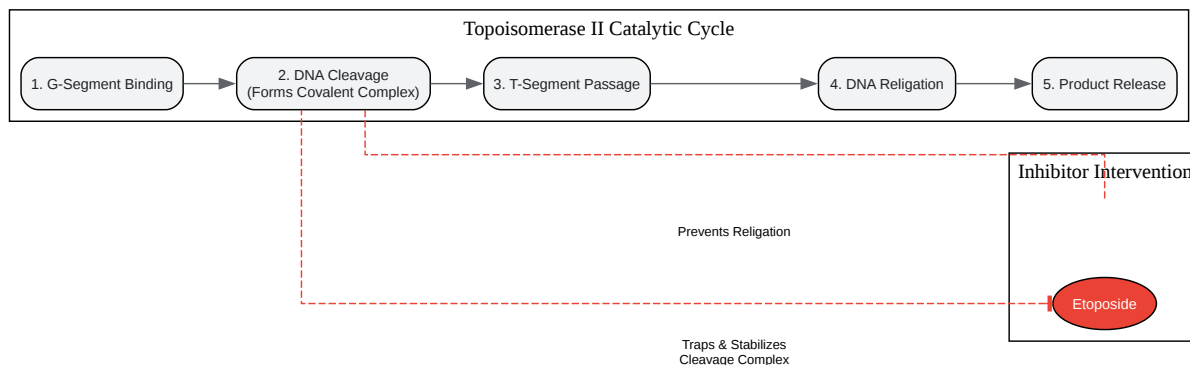 Topoisomerase II Catalytic Cycle
1. G-Segment Binding
2. DNA Cleavage
(Forms Covalent Complex)
3. T-Segment Passage
4. DNA Religation
5. Product Release
Inhibitor Intervention
Prevents Religation
Etoposide
Traps & Stabilizes
Cleavage Complex